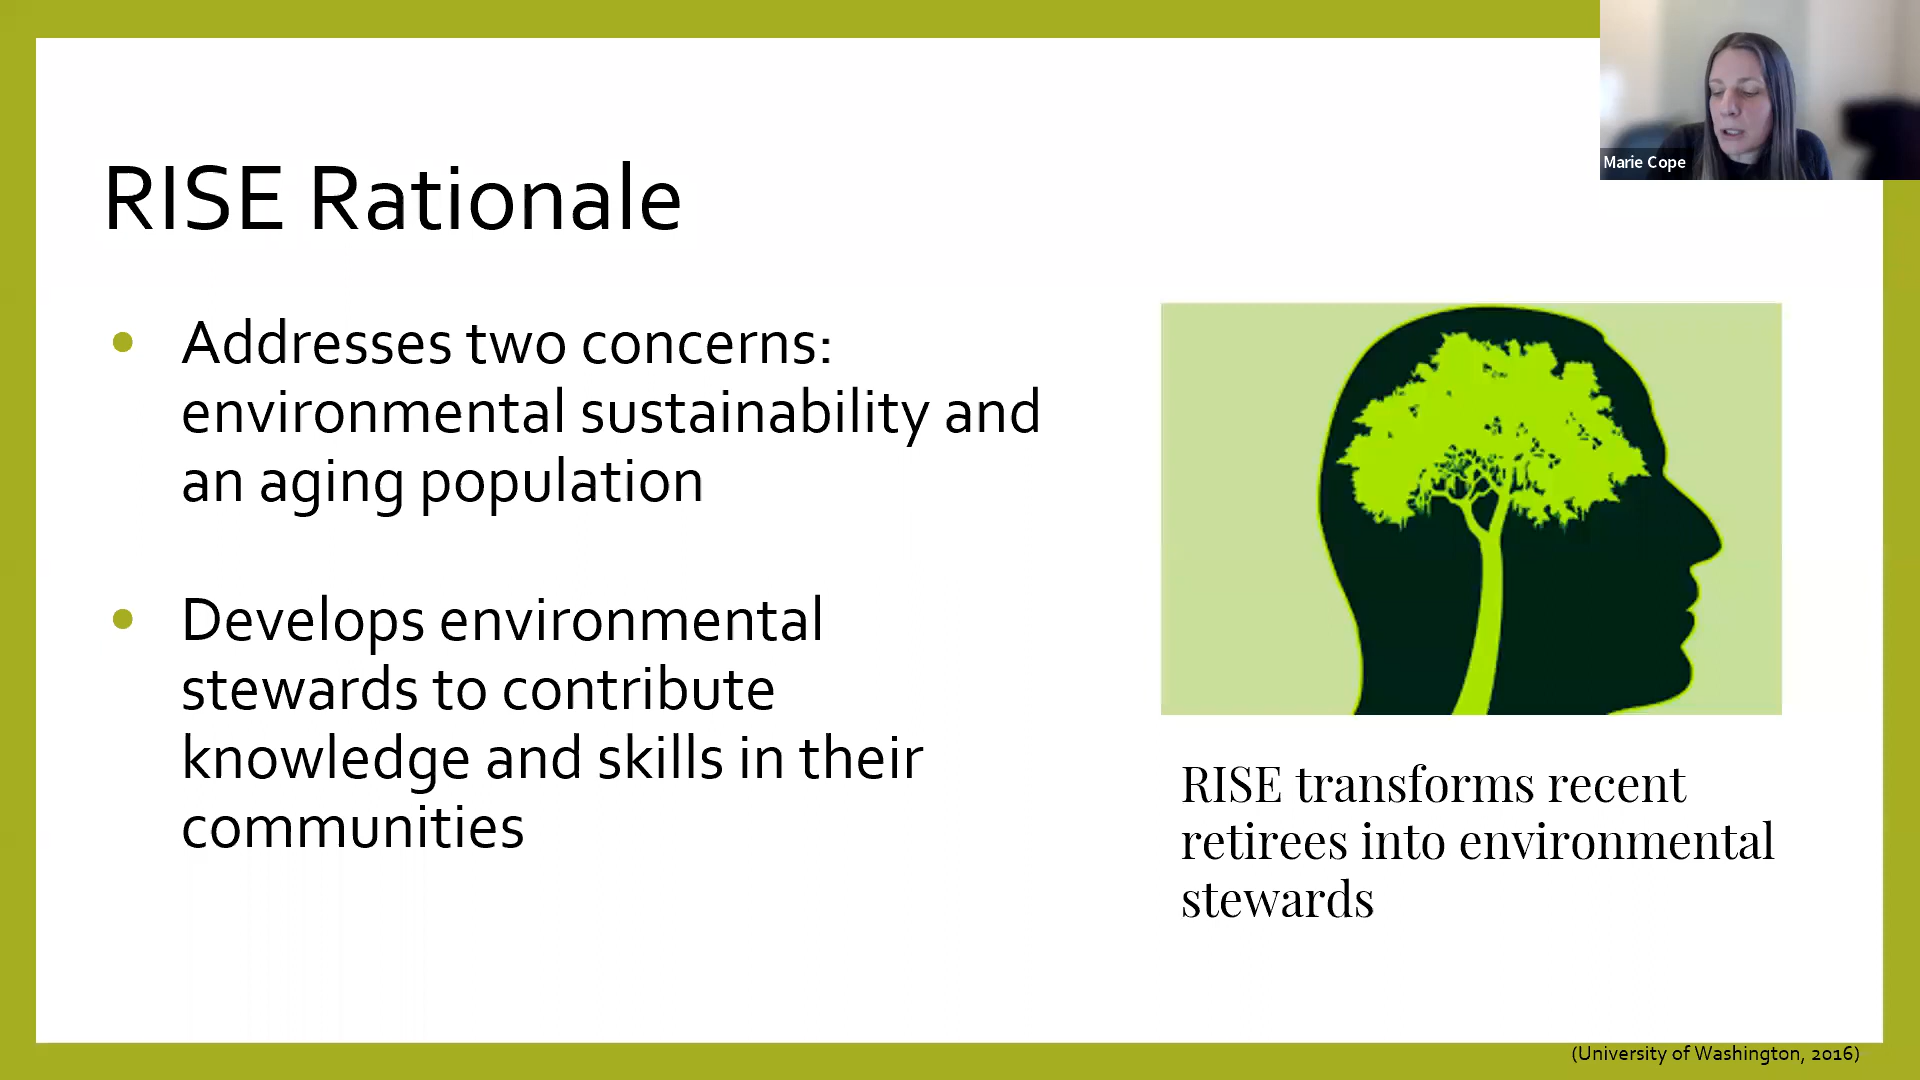 Marie Cope
RISE Rationale
• Addresses two concerns:
environmental sustainability and
an aging population
• Develops environmental
stewards to contribute
knowledge and skills in their
communities
RISE transforms recent
retirees into environmental
stewards
(University of Washington, 2016)